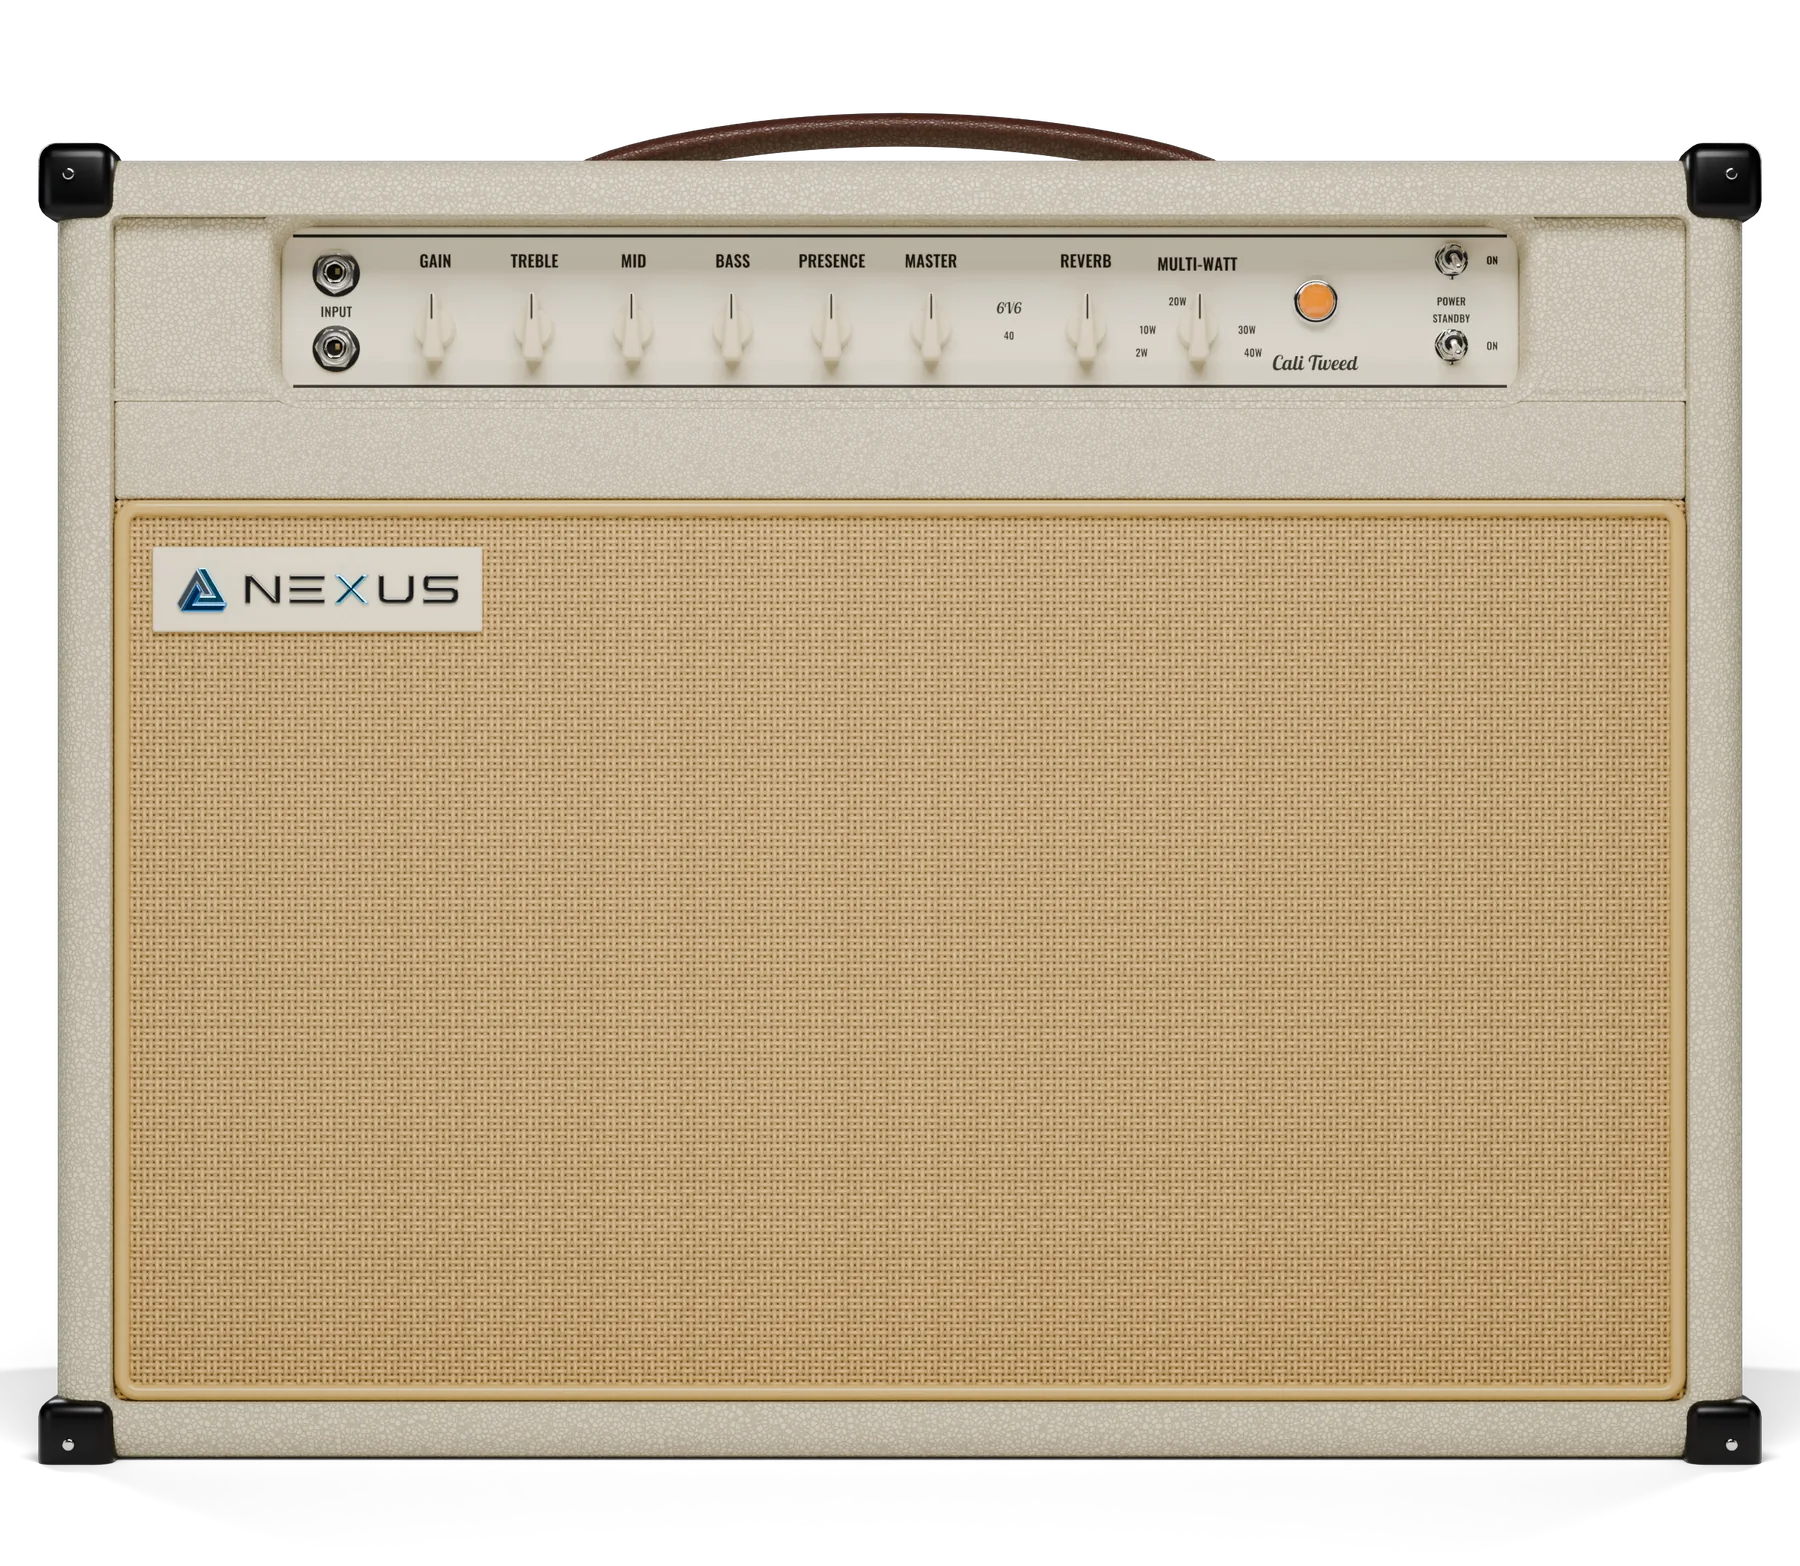 GAIN TREBLE MID BASS PRESENCE MASTER REVERB MULTI-WATT
ON
INPUT
6V6
40
20W
10W
2W
30W
40W
Cali Tweed
POWER
STANDBY
ON
NEXUS